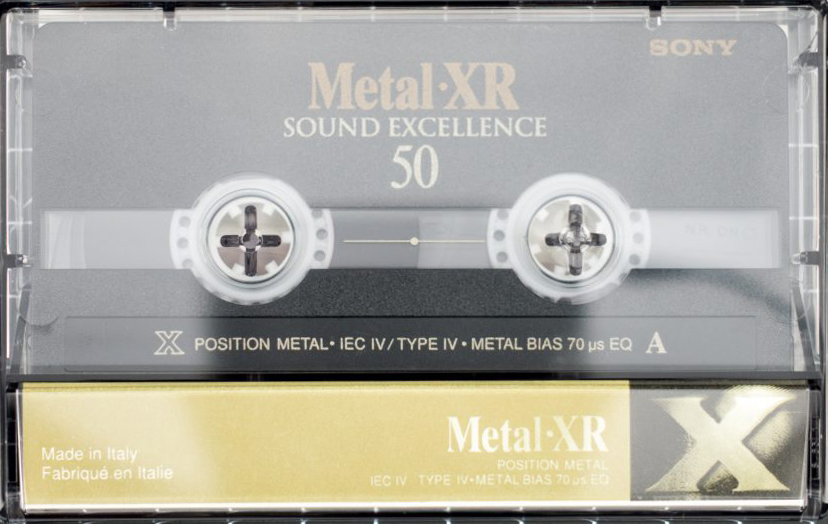 SONY
Metal·XR
SOUND EXCELLENCE
50
X POSITION METAL• IEC IV/TYPE IV • METAL BIAS 70 µs EQ A
Metal·XR
Made in Italy
Fabriqué en Italie
POSITION METAL
IEC IV TYPE IV•METAL BIAS 70 µs EQ
X